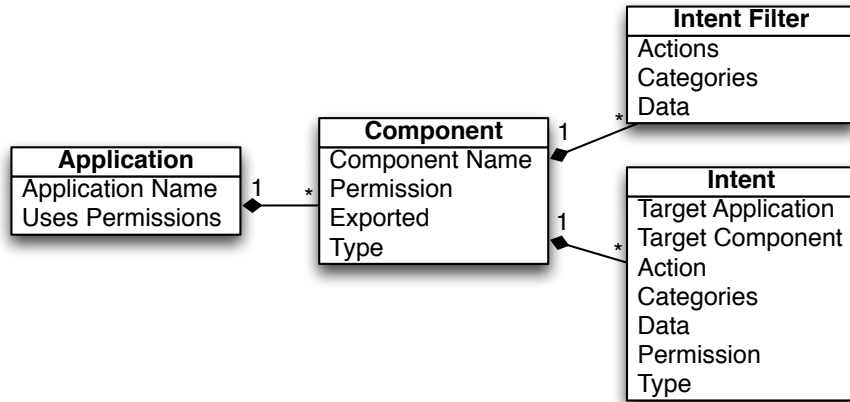 Application
Application Name
Uses Permissions
1
*
Component
Component Name
Permission
Exported
Type
1
*
Intent Filter
Actions
Categories
Data
1
*
Intent
Target Application
Target Component
Action
Categories
Data
Permission
Type